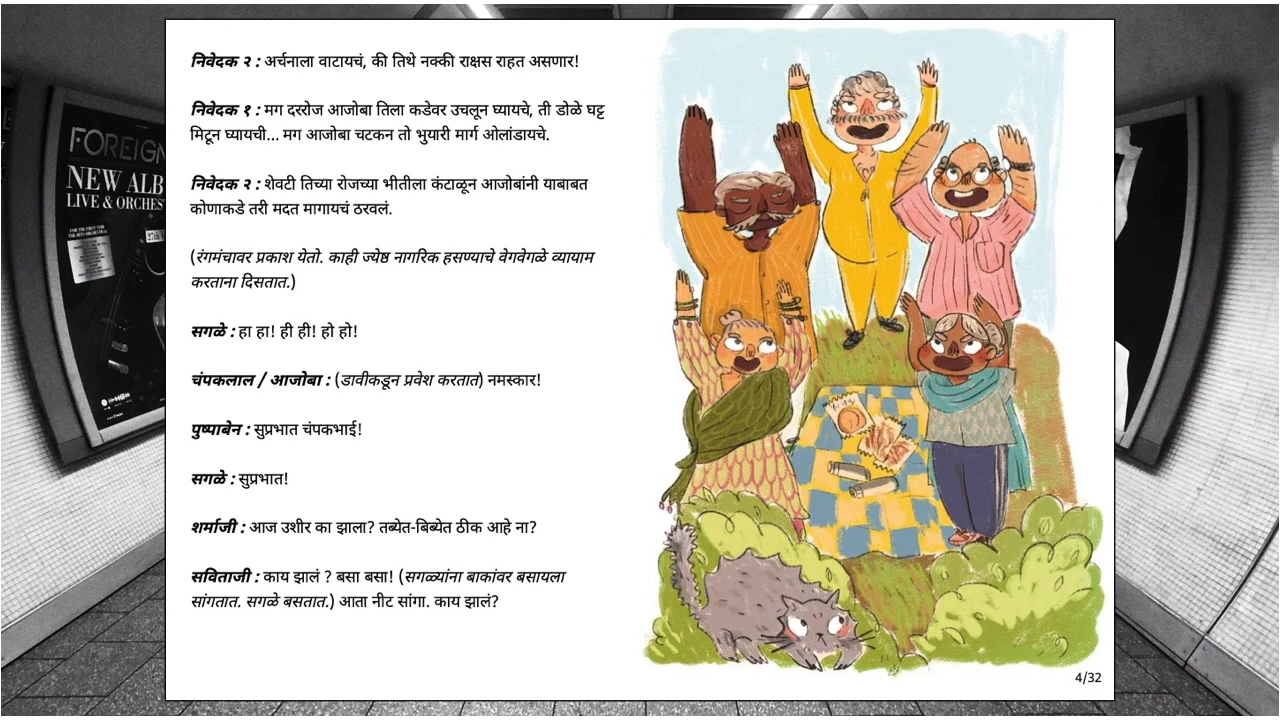 निवेदक २ : अर्चनाला वाटायचं, की तिथे नक्की राक्षस राहत असणार!
निवेदक १ : मग दररोज आजोबा तिला कडेवर उचलून घ्यायचे, ती डोळे घट्ट
मिटून घ्यायची... मग आजोबा चटकन तो भुयारी मार्ग ओलांडायचे.
निवेदक २ : शेवटी तिच्या रोजच्या भीतीला कंटाळून आजोबांनी याबाबत
कोणाकडे तरी मदत मागायचं ठरवलं.
(रंगमंचावर प्रकाश येतो. काही ज्येष्ठ नागरिक हसण्याचे वेगवेगळे व्यायाम
करताना दिसतात.)
सगळे : हा हा! ही ही! हो हो!
चंपकलाल / आजोबा : (डावीकडून प्रवेश करतात) नमस्कार!
पुष्पाबेन : सुप्रभात चंपकभाई!
सगळे : सुप्रभात!
शर्माजी : आज उशीर का झाला? तब्येत-बिब्येत ठीक आहे ना?
सविताजी : काय झालं ? बसा बसा! (सगळ्यांना बाकांवर बसायला
सांगतात. सगळे बसतात.) आता नीट सांगा. काय झालं?
4/32
FOREIGN
NEW ALB
LIVE & ORCHES